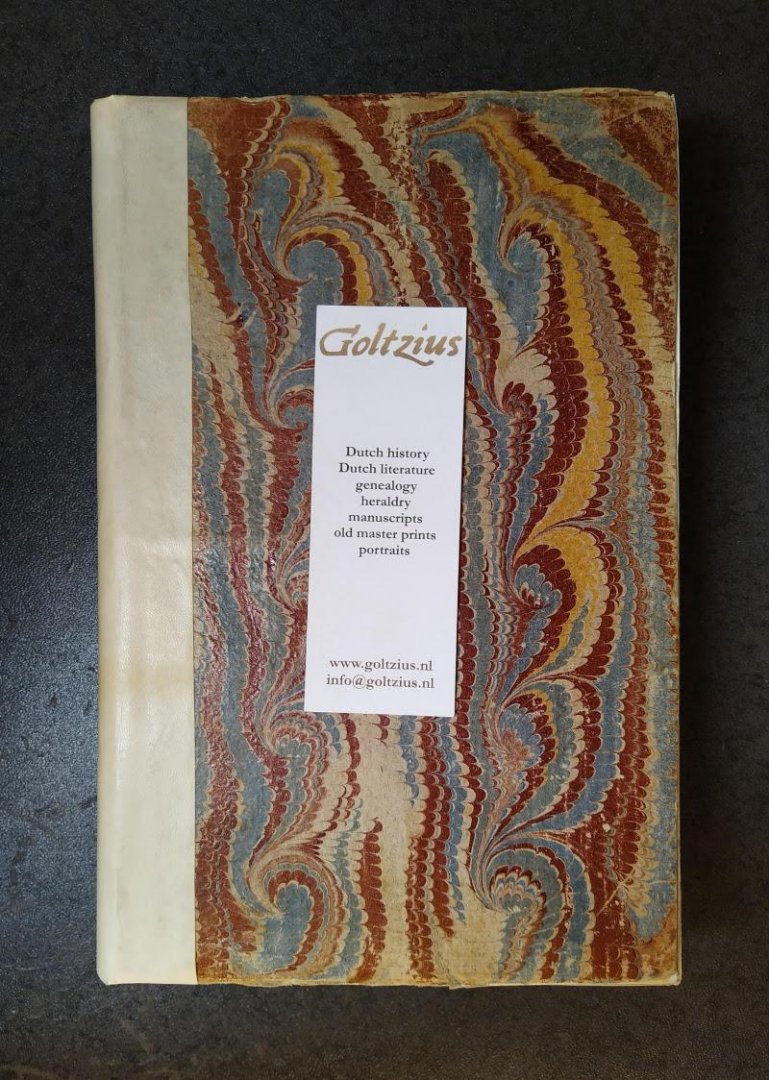 Goltzius
Dutch history
Dutch literature
genealogy
heraldry
manuscripts
old master prints
portraits
www.goltzius.nl
info@goltzius.nl